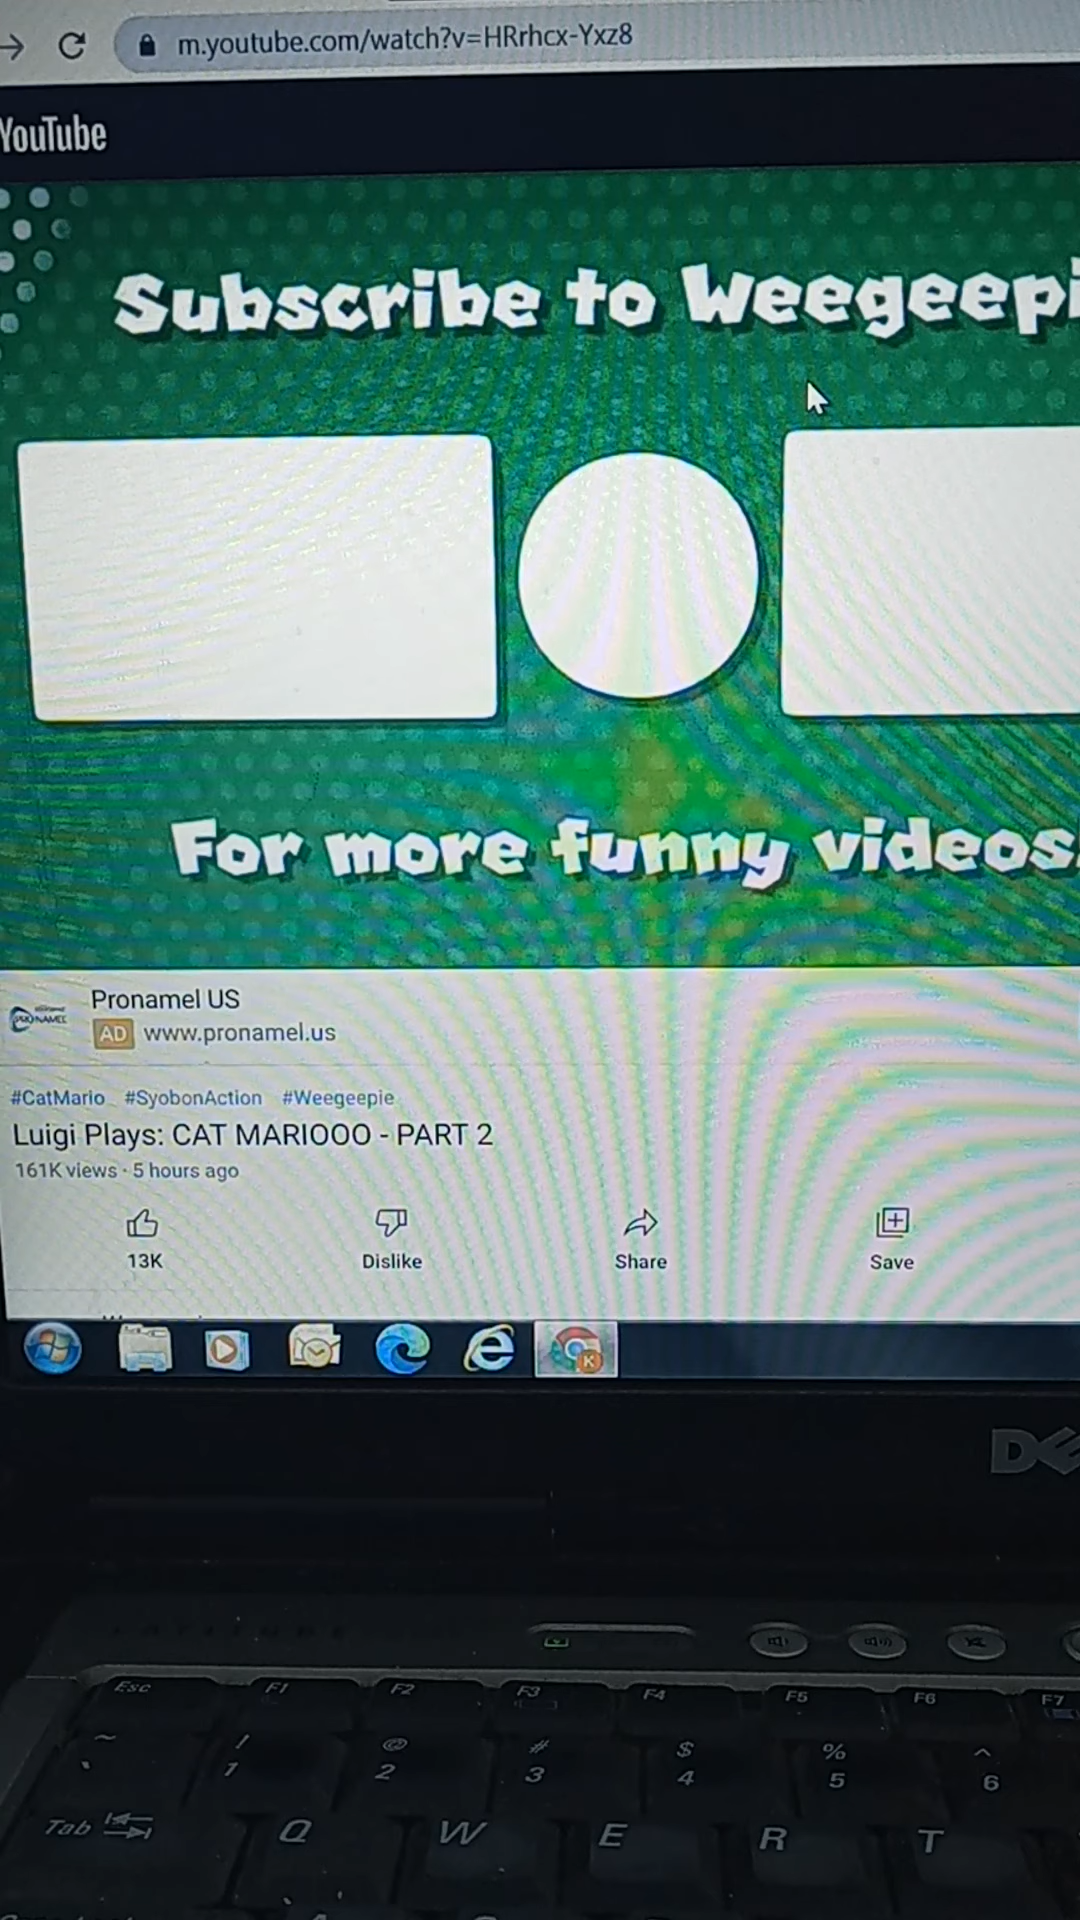 m.youtube.com/watch?v=HRrhcx-Yxz8
YouTube
Subscribe to Weegeepi
For more funny videos.
Pronamel US
PRONAMEL
AD www.pronamel.us
#CatMario #SyobonAction #Weegeepie
Luigi Plays: CAT MARIOOO - PART 2
161K views · 5 hours ago
13K Dislike Share Save
K
DE
Esc F1 F2 F3 F4 F5 F6 F7
~ ! @ # $ % ^
` 1 2 3 4 5 6
Tab Q W E R T